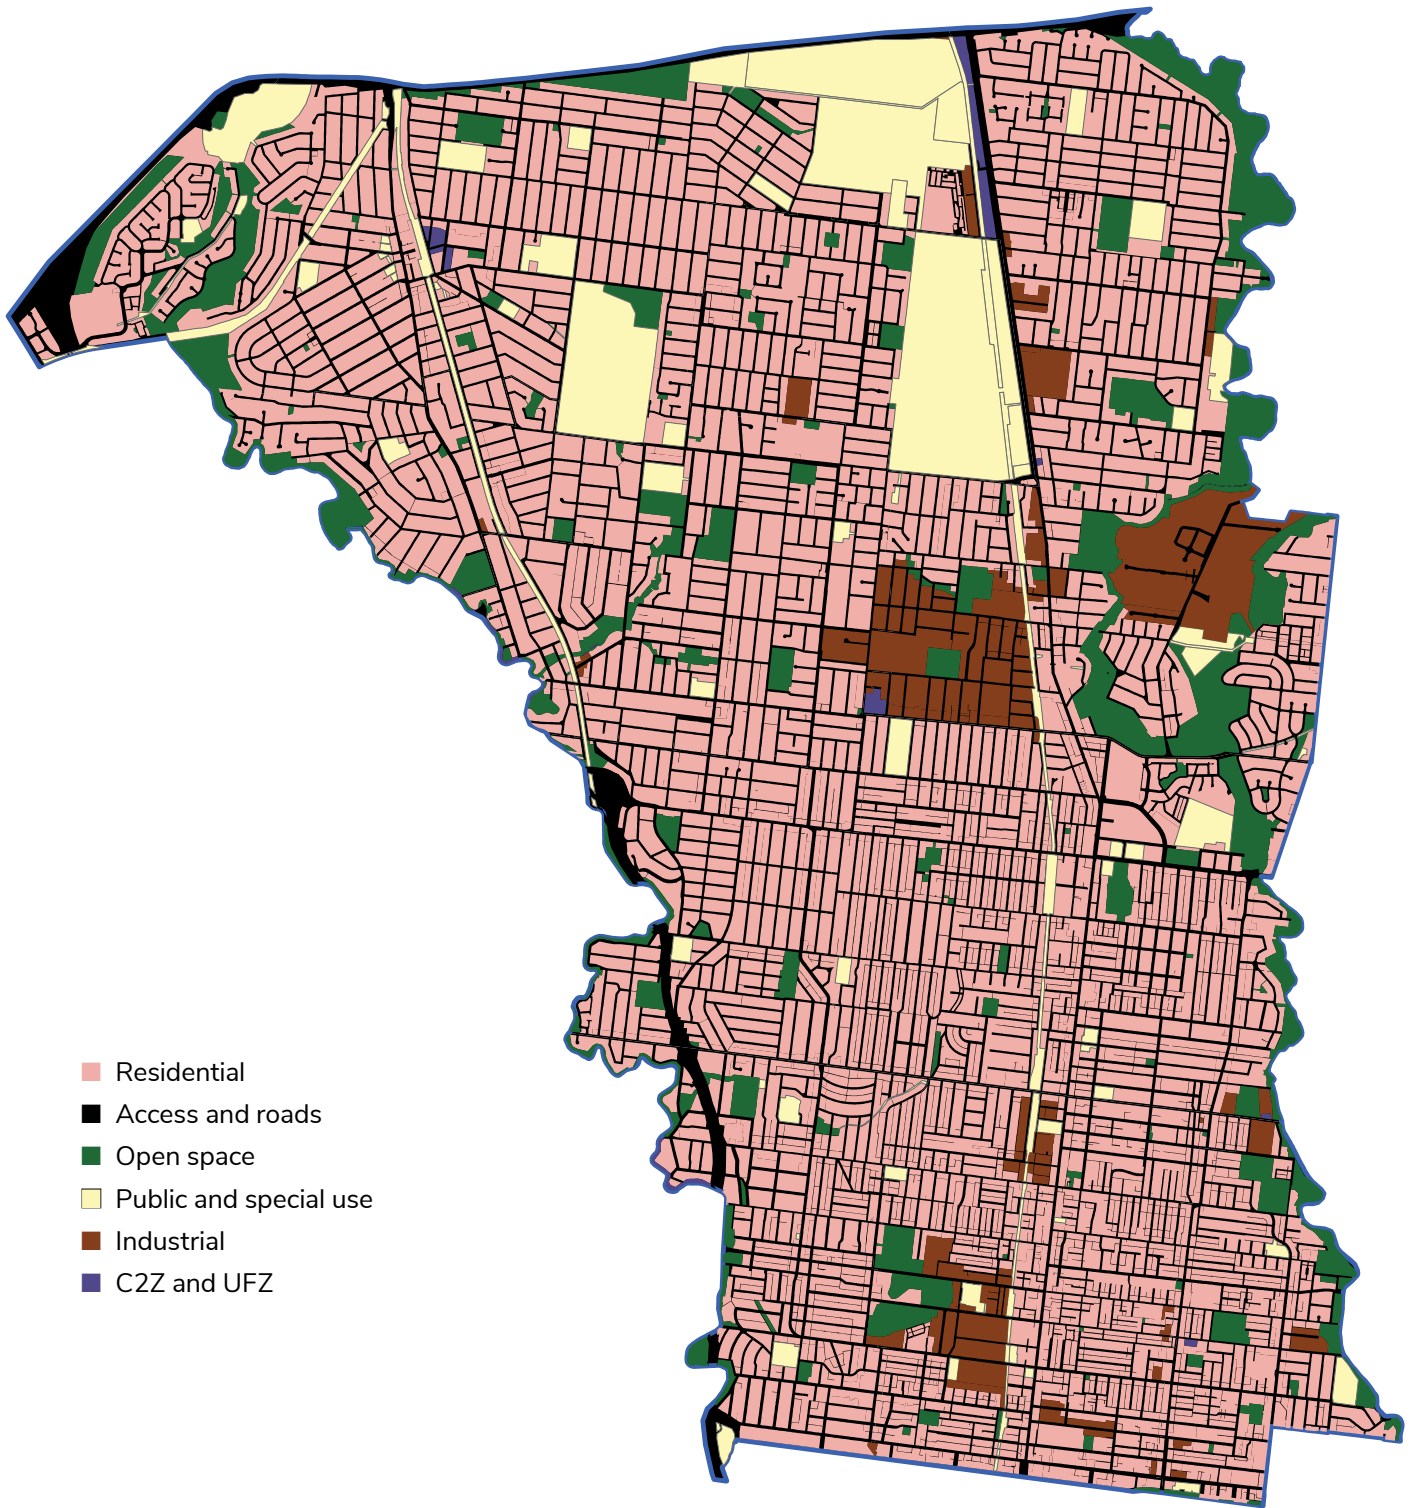 Residential
Access and roads
Open space
Public and special use
Industrial
C2Z and UFZ